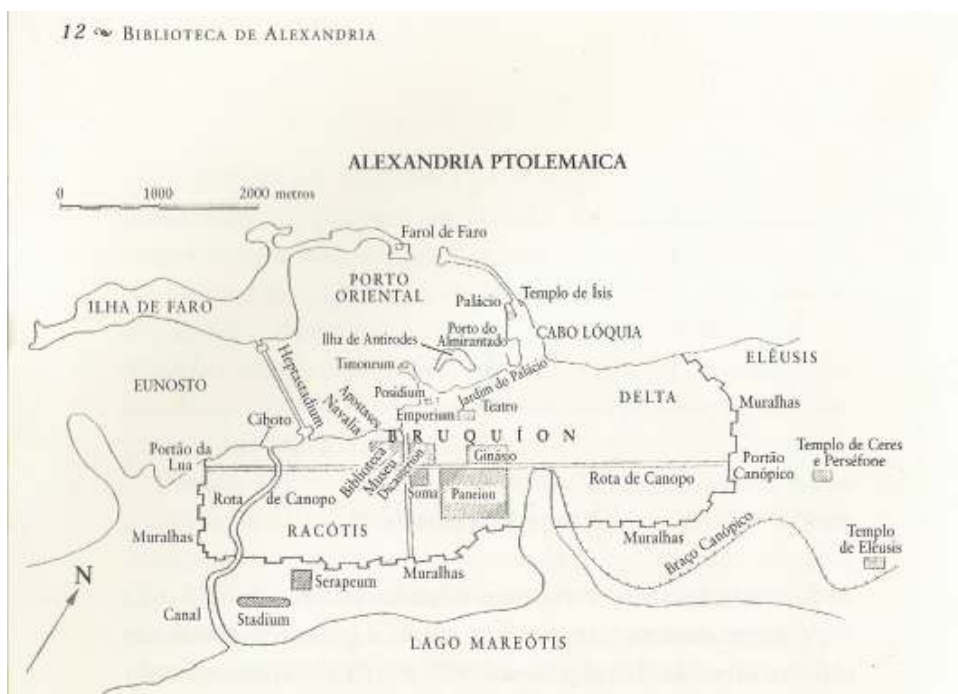 12 ❧ BIBLIOTECA DE ALEXANDRIA
ALEXANDRIA PTOLEMAICA
0 1000 2000 metros
Farol de Faro
PORTO
ORIENTAL
ILHA DE FARO
Palácio
Templo de Ísis
Porto do
Almirantado
CABO LÓQUIA
Ilha de Antirodes
Timoneum
ELÊUSIS
EUNOSTO
Heptastadium
Posidium
Jardim do Palácio
DELTA
Muralhas
Apostases
Navalia
Emporium
Teatro
Ciboto
BRUQUÍON
Portão da
Lua
Biblioteca
Museu
Dicasterion
Ginásio
Portão
Canópico
Templo de Ceres
e Perséfone
Rota de Canopo
Soma
Paneion
Rota de Canopo
RACÓTIS
Muralhas
Muralhas
Muralhas
Braço Canópico
Templo
de Elêusis
N
Serapeum
Canal
Stadium
LAGO MAREÓTIS